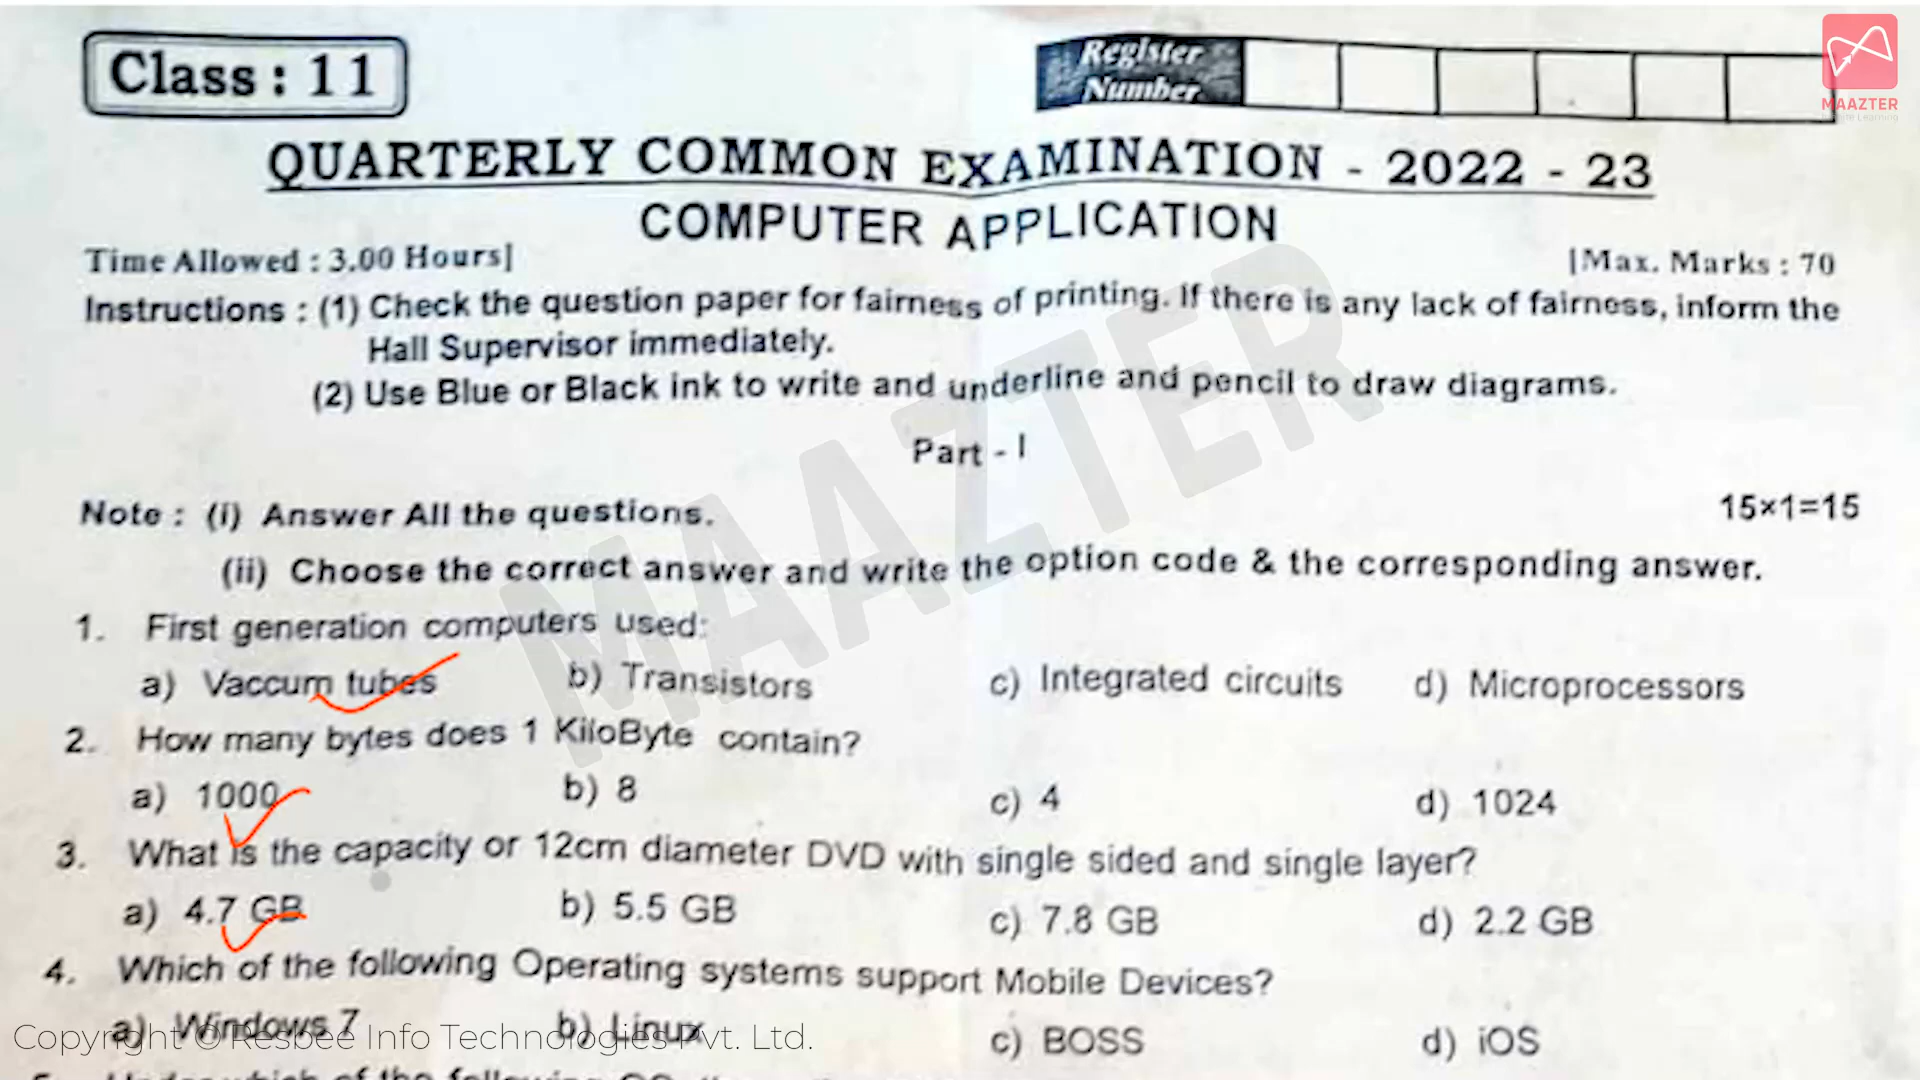 Class : 11
Register
Number
MAAZTER
QUARTERLY COMMON EXAMINATION - 2022 - 23
COMPUTER APPLICATION
Time Allowed : 3.00 Hours]
[Max. Marks : 70
Instructions : (1) Check the question paper for fairness of printing. If there is any lack of fairness, inform the
Hall Supervisor immediately.
(2) Use Blue or Black ink to write and underline and pencil to draw diagrams.
Part - I
MAAZTER
Note : (i) Answer All the questions.
15×1=15
(ii) Choose the correct answer and write the option code & the corresponding answer.
1. First generation computers used:
a) Vaccum tubes b) Transistors c) Integrated circuits d) Microprocessors
2. How many bytes does 1 KiloByte contain?
a) 1000 b) 8 c) 4 d) 1024
3. What is the capacity or 12cm diameter DVD with single sided and single layer?
a) 4.7 GB b) 5.5 GB c) 7.8 GB d) 2.2 GB
4. Which of the following Operating systems support Mobile Devices?
a) Windows 7 b) Linux c) BOSS d) iOS
Copyright © Resbee Info Technologies Pvt. Ltd.